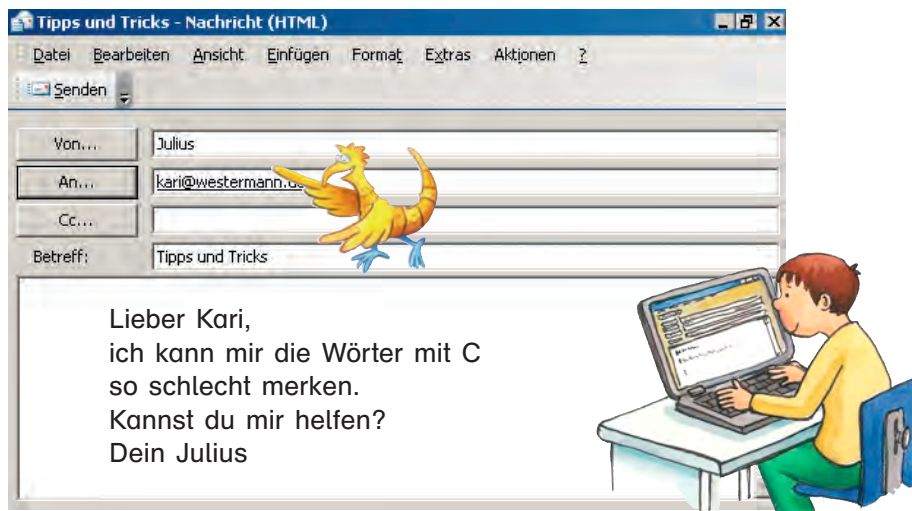 Tipps und Tricks - Nachricht (HTML)
Datei Bearbeiten Ansicht Einfügen Format Extras Aktionen ?
Senden
Von... Julius
An... kari@westermann.de
Cc...
Betreff: Tipps und Tricks
Lieber Kari,
ich kann mir die Wörter mit C
so schlecht merken.
Kannst du mir helfen?
Dein Julius